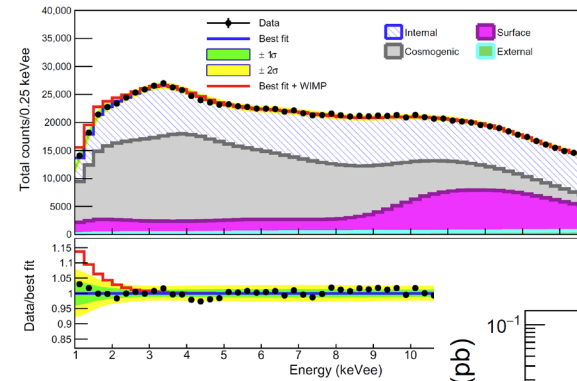 40,000
35,000
30,000
25,000
20,000
15,000
10,000
5000
0
Total counts/0.25 keVee
Data
Best fit
± 1σ
± 2σ
Best fit + WIMP
Internal
Cosmogenic
Surface
External
1.15
1.1
1.05
1.0
0.95
0.9
0.85
Data/best fit
1 2 3 4 5 6 7 8 9 10
Energy (keVee)
10⁻¹
(pb)